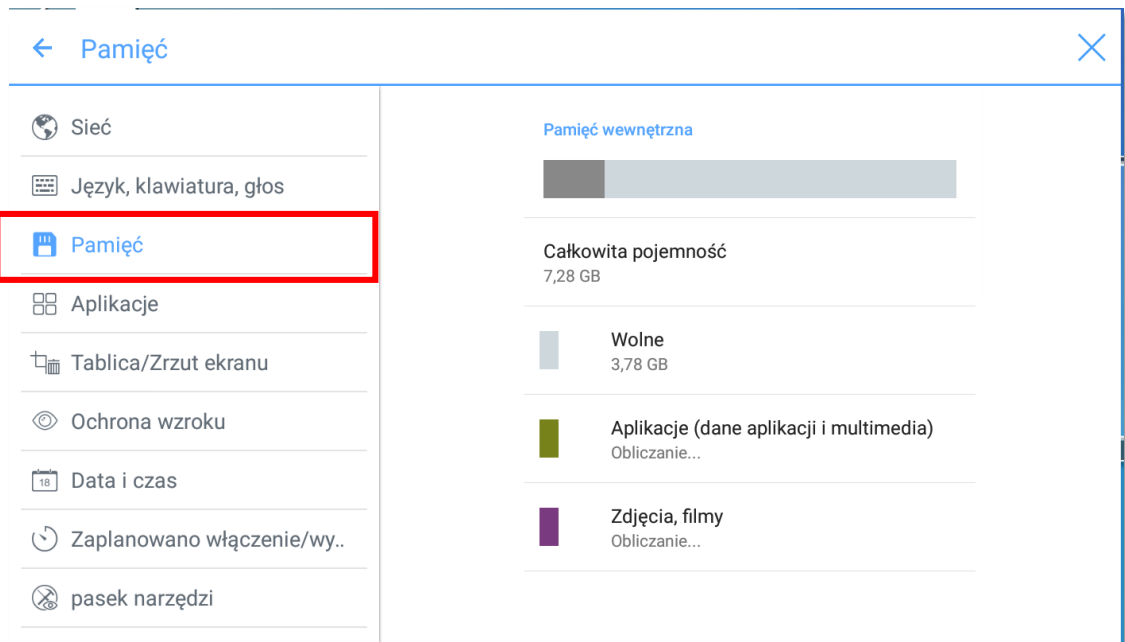 Pamięć
Sieć
Język, klawiatura, głos
Pamięć
Aplikacje
Tablica/Zrzut ekranu
Ochrona wzroku
18
Data i czas
Zaplanowano włączenie/wy..
pasek narzędzi
Pamięć wewnętrzna
Całkowita pojemność
7,28 GB
Wolne
3,78 GB
Aplikacje (dane aplikacji i multimedia)
Obliczanie...
Zdjęcia, filmy
Obliczanie...